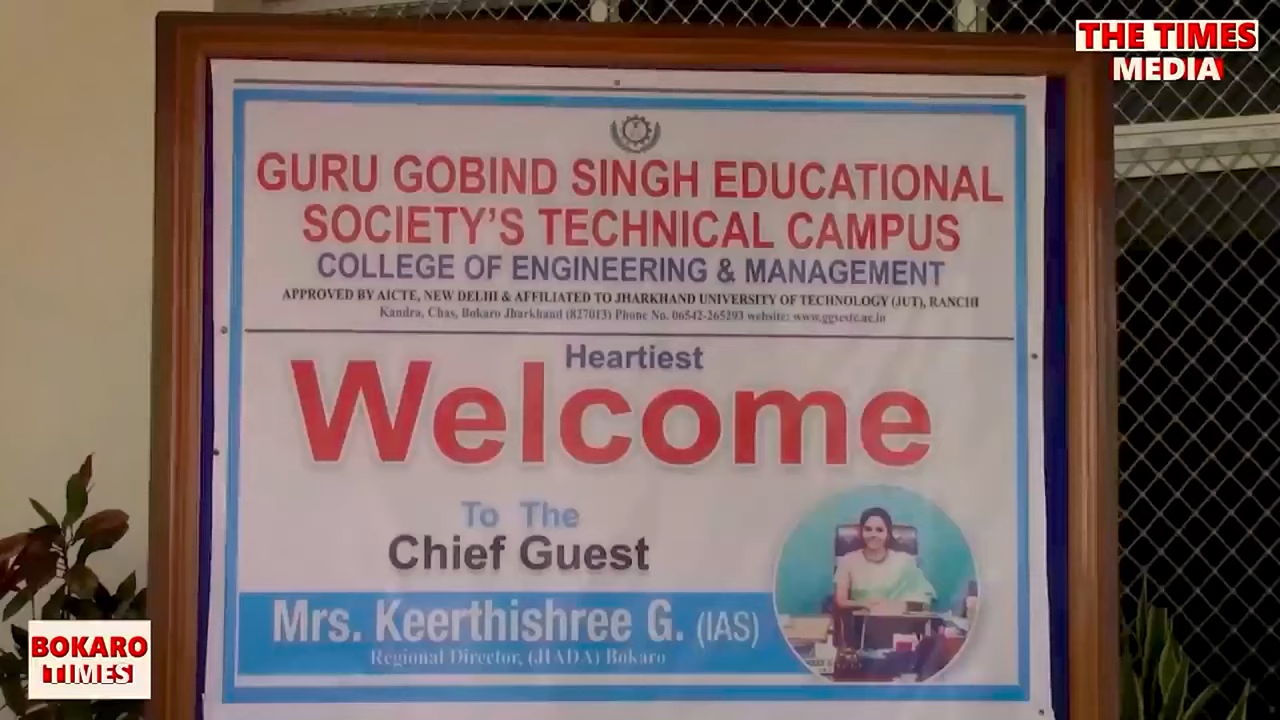 THE TIMES
MEDIA
GURU GOBIND SINGH EDUCATIONAL
SOCIETY'S TECHNICAL CAMPUS
COLLEGE OF ENGINEERING & MANAGEMENT
APPROVED BY AICTE, NEW DELHI & AFFILIATED TO JHARKHAND UNIVERSITY OF TECHNOLOGY (JUT), RANCHI
Kandra, Chas, Bokaro Jharkhand (827013) Phone No. 06542-265293 website: www.ggsestc.ac.in
Heartiest
Welcome
To The
Chief Guest
Mrs. Keerthishree G. (IAS)
Regional Director, (JIADA) Bokaro
BOKARO
TIMES